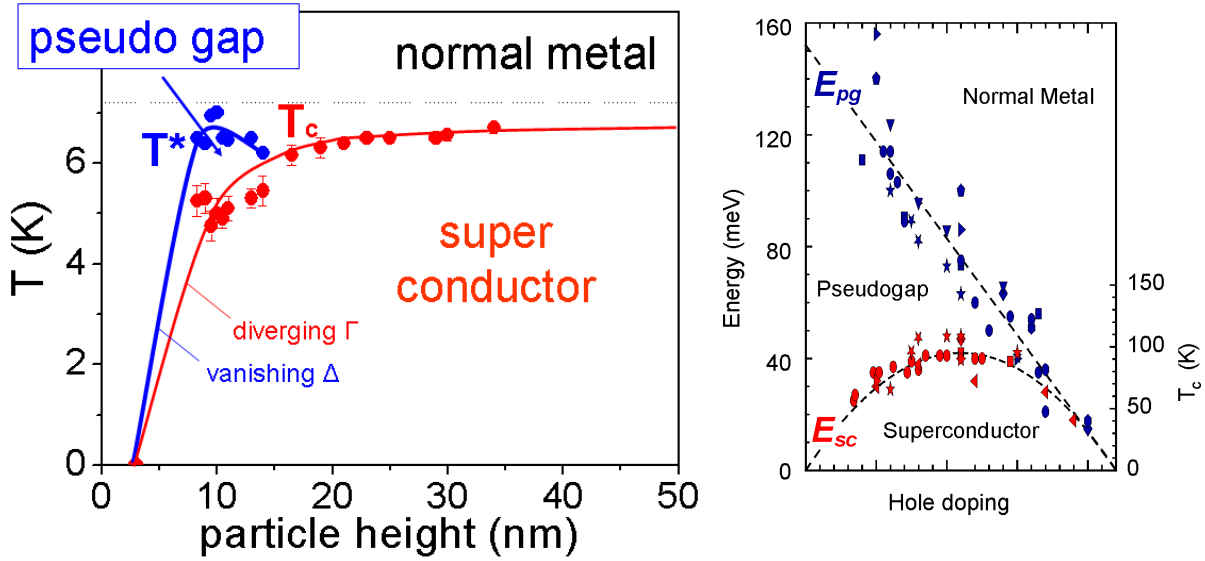 pseudo gap
normal metal
T*
Tc
super
conductor
diverging Γ
vanishing Δ
T (K)
6
4
2
0
0 10 20 30 40 50
particle height (nm)
160
120
80
40
0
Energy (meV)
Epg
Normal Metal
Pseudogap
Esc
Superconductor
150
100
50
0
Tc (K)
Hole doping